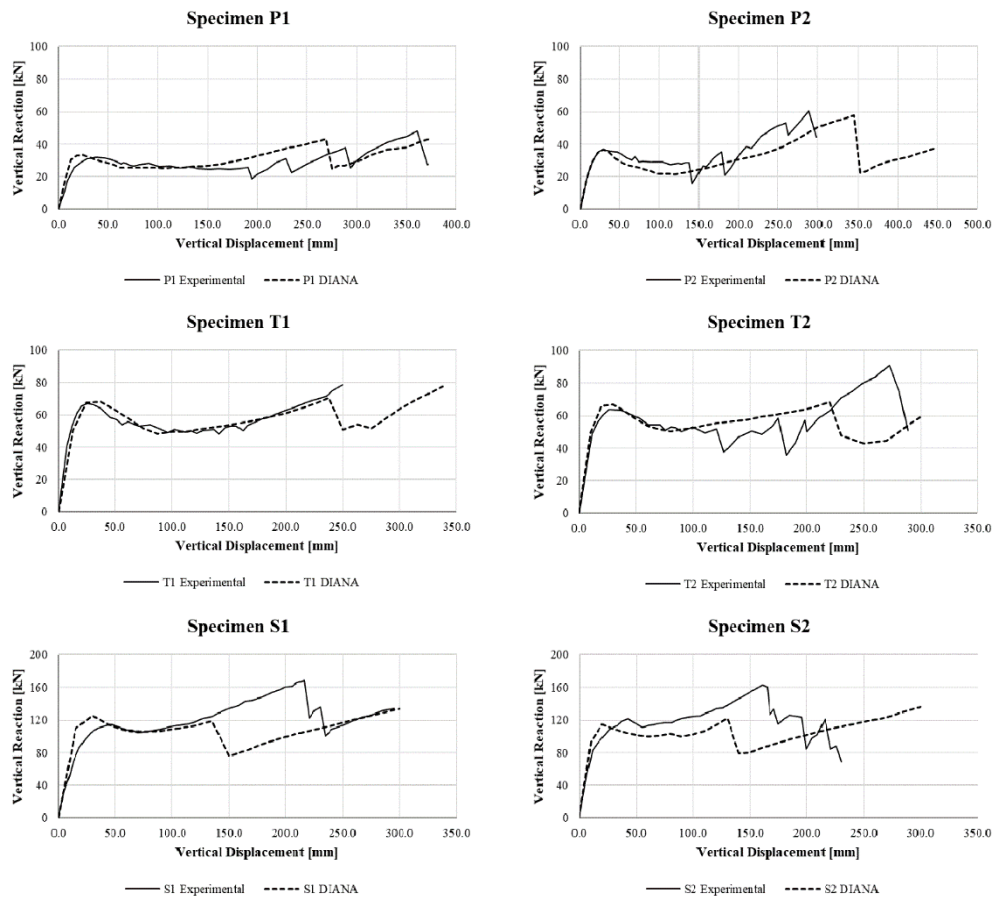 Specimen P1
Vertical Reaction [kN]
100
80
60
40
20
0
0.0 50.0 100.0 150.0 200.0 250.0 300.0 350.0 400.0
Vertical Displacement [mm]
P1 Experimental P1 DIANA
Specimen P2
Vertical Reaction [kN]
100
80
60
40
20
0
0.0 50.0 100.0 150.0 200.0 250.0 300.0 350.0 400.0 450.0 500.0
Vertical Displacement [mm]
P2 Experimental P2 DIANA
Specimen T1
Vertical Reaction [kN]
100
80
60
40
20
0
0.0 50.0 100.0 150.0 200.0 250.0 300.0 350.0
Vertical Displacement [mm]
T1 Experimental T1 DIANA
Specimen T2
Vertical Reaction [kN]
100
80
60
40
20
0
0.0 50.0 100.0 150.0 200.0 250.0 300.0 350.0
Vertical Displacement [mm]
T2 Experimental T2 DIANA
Specimen S1
Vertical Reaction [kN]
200
160
120
80
40
0
0.0 50.0 100.0 150.0 200.0 250.0 300.0 350.0
Vertical Displacement [mm]
S1 Experimental S1 DIANA
Specimen S2
Vertical Reaction [kN]
200
160
120
80
40
0
0.0 50.0 100.0 150.0 200.0 250.0 300.0 350.0
Vertical Displacement [mm]
S2 Experimental S2 DIANA